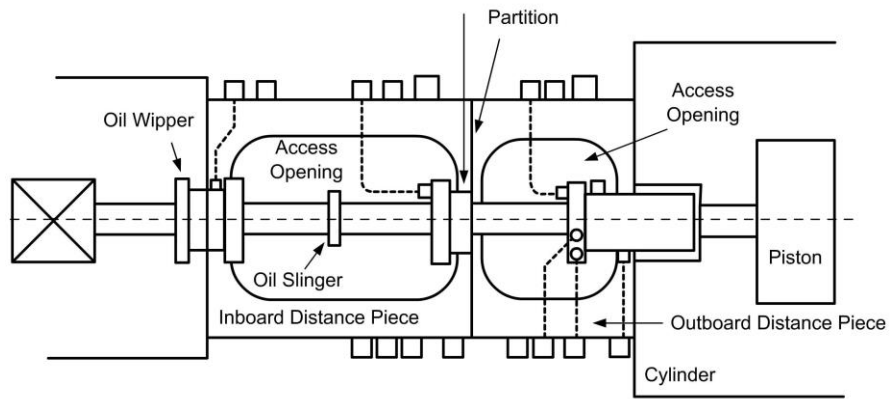 Partition
Access
Opening
Oil Wipper
Access
Opening
Oil Slinger
Piston
Inboard Distance Piece
Outboard Distance Piece
Cylinder